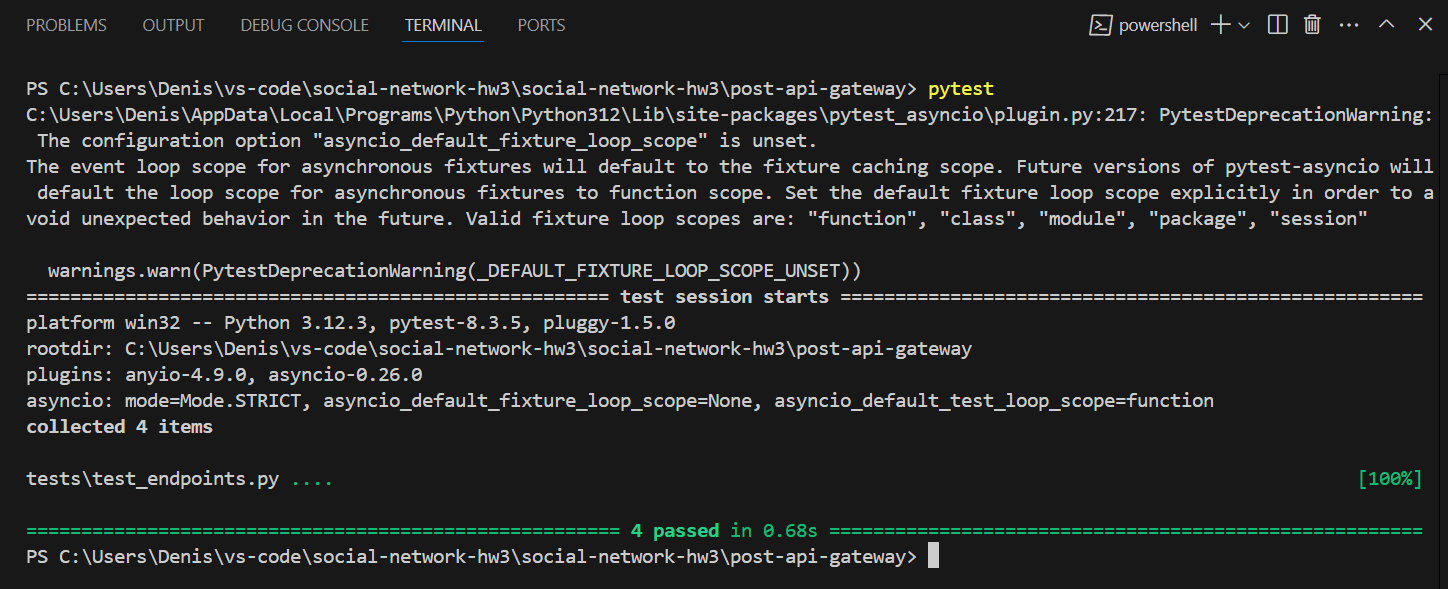 PROBLEMS OUTPUT DEBUG CONSOLE TERMINAL PORTS powershell
PS C:\Users\Denis\vs-code\social-network-hw3\social-network-hw3\post-api-gateway> pytest
C:\Users\Denis\AppData\Local\Programs\Python\Python312\Lib\site-packages\pytest_asyncio\plugin.py:217: PytestDeprecationWarning:
 The configuration option "asyncio_default_fixture_loop_scope" is unset.
The event loop scope for asynchronous fixtures will default to the fixture caching scope. Future versions of pytest-asyncio will
 default the loop scope for asynchronous fixtures to function scope. Set the default fixture loop scope explicitly in order to a
void unexpected behavior in the future. Valid fixture loop scopes are: "function", "class", "module", "package", "session"
  warnings.warn(PytestDeprecationWarning(_DEFAULT_FIXTURE_LOOP_SCOPE_UNSET))
===================================================== test session starts =====================================================
platform win32 -- Python 3.12.3, pytest-8.3.5, pluggy-1.5.0
rootdir: C:\Users\Denis\vs-code\social-network-hw3\social-network-hw3\post-api-gateway
plugins: anyio-4.9.0, asyncio-0.26.0
asyncio: mode=Mode.STRICT, asyncio_default_fixture_loop_scope=None, asyncio_default_test_loop_scope=function
collected 4 items
tests\test_endpoints.py .... [100%]
====================================================== 4 passed in 0.68s ======================================================
PS C:\Users\Denis\vs-code\social-network-hw3\social-network-hw3\post-api-gateway>